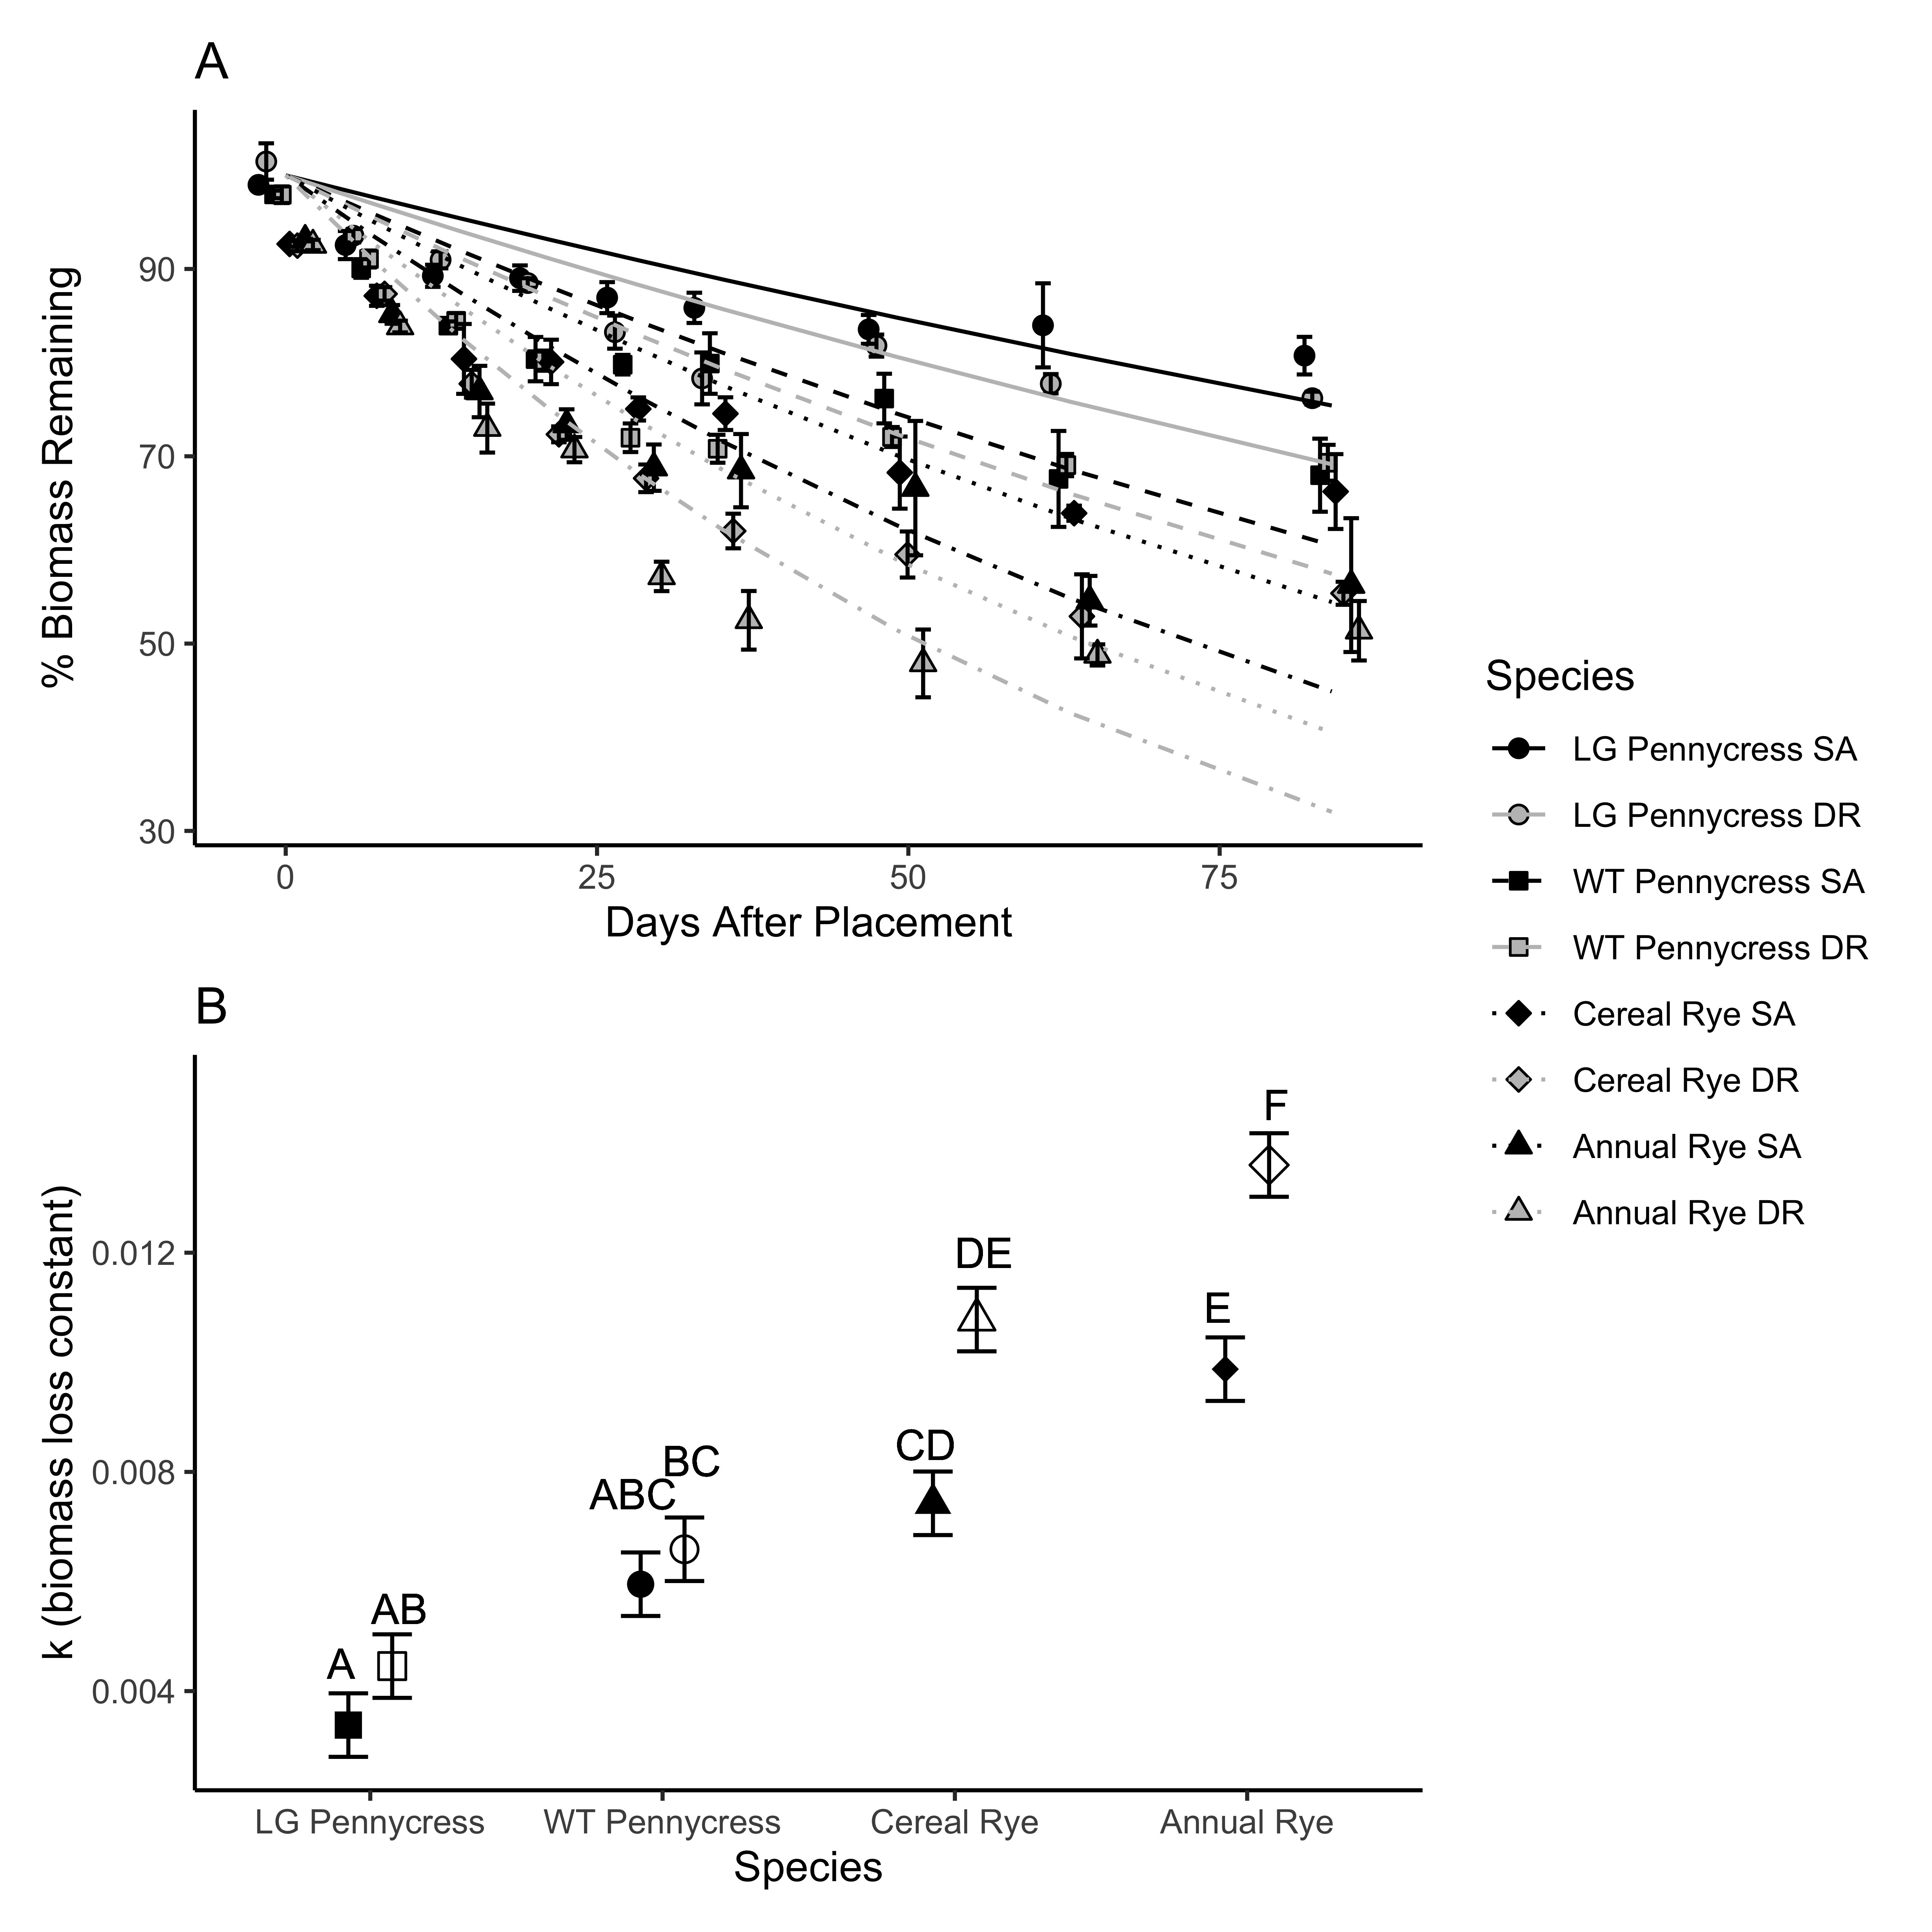 A
% Biomass Remaining
90
70
50
30
0 25 50 75
Days After Placement
Species
LG Pennycress SA
LG Pennycress DR
WT Pennycress SA
WT Pennycress DR
Cereal Rye SA
Cereal Rye DR
Annual Rye SA
Annual Rye DR
B
k (biomass loss constant)
0.012
0.008
0.004
A
AB
ABC
BC
CD
DE
E
F
LG Pennycress WT Pennycress Cereal Rye Annual Rye
Species